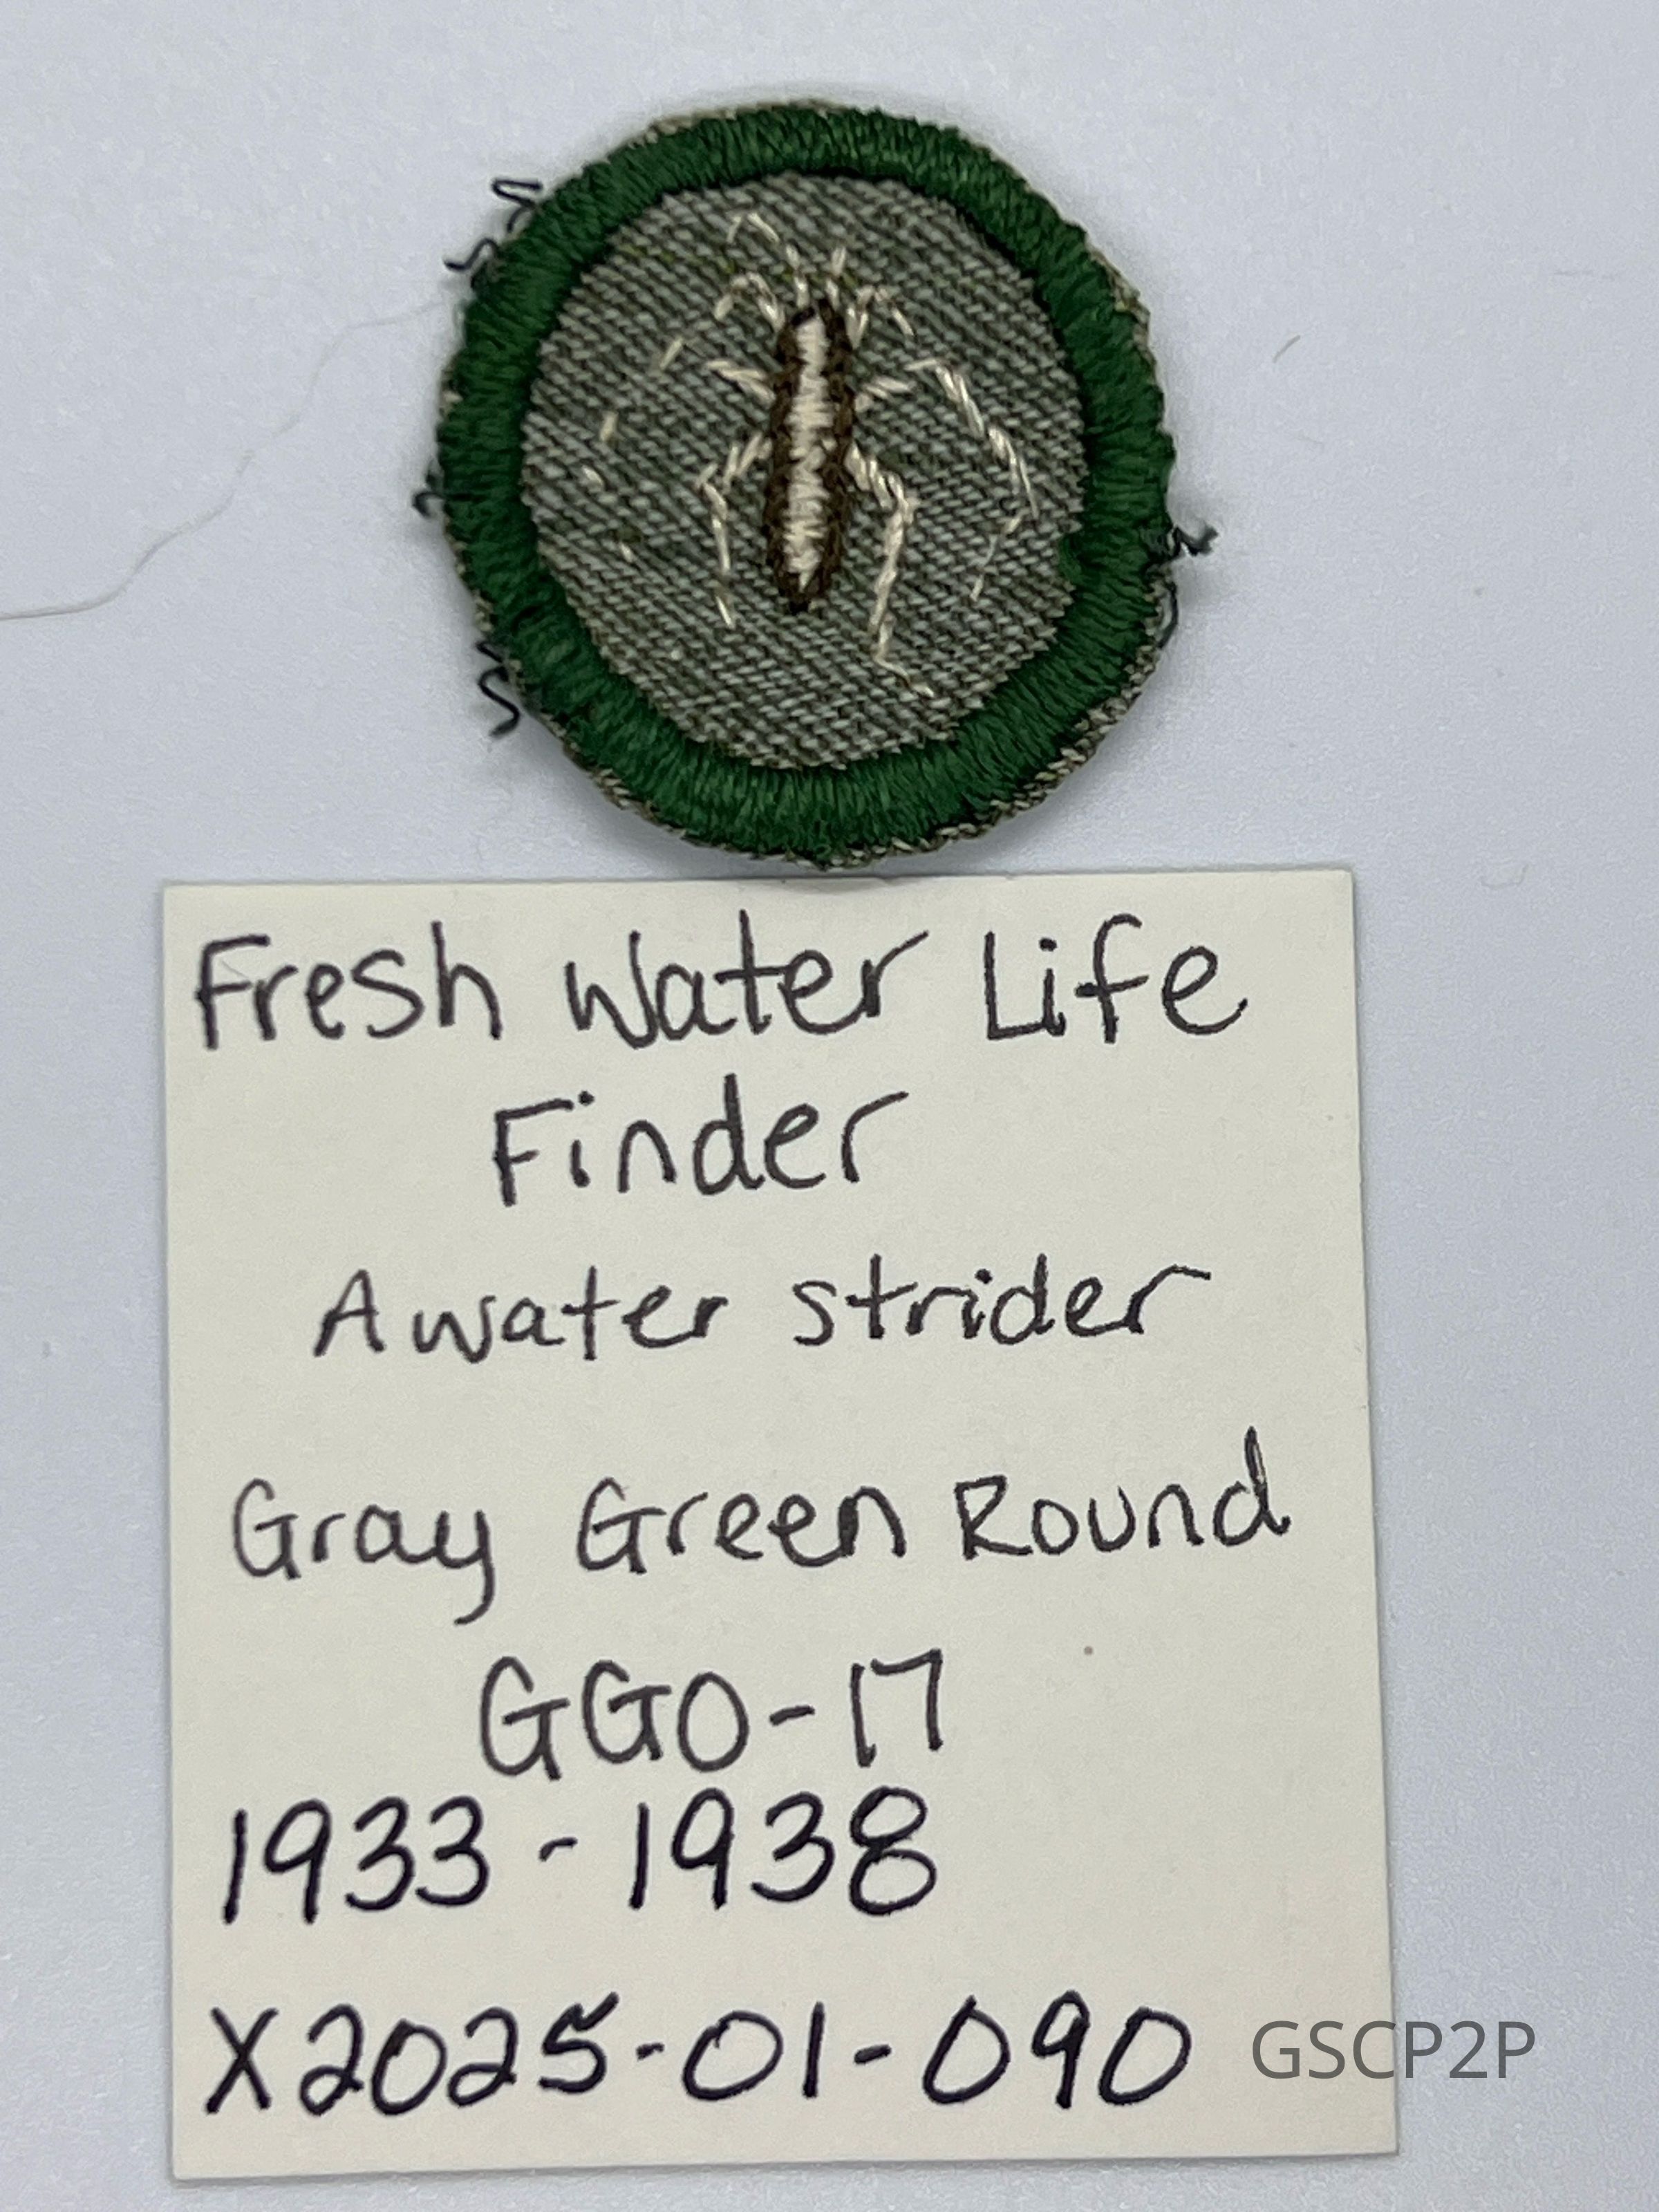 Fresh Water Life
Finder
A water strider
Gray Green Round
GGO-17
1933-1938
X2025-01-090
GSCP2P